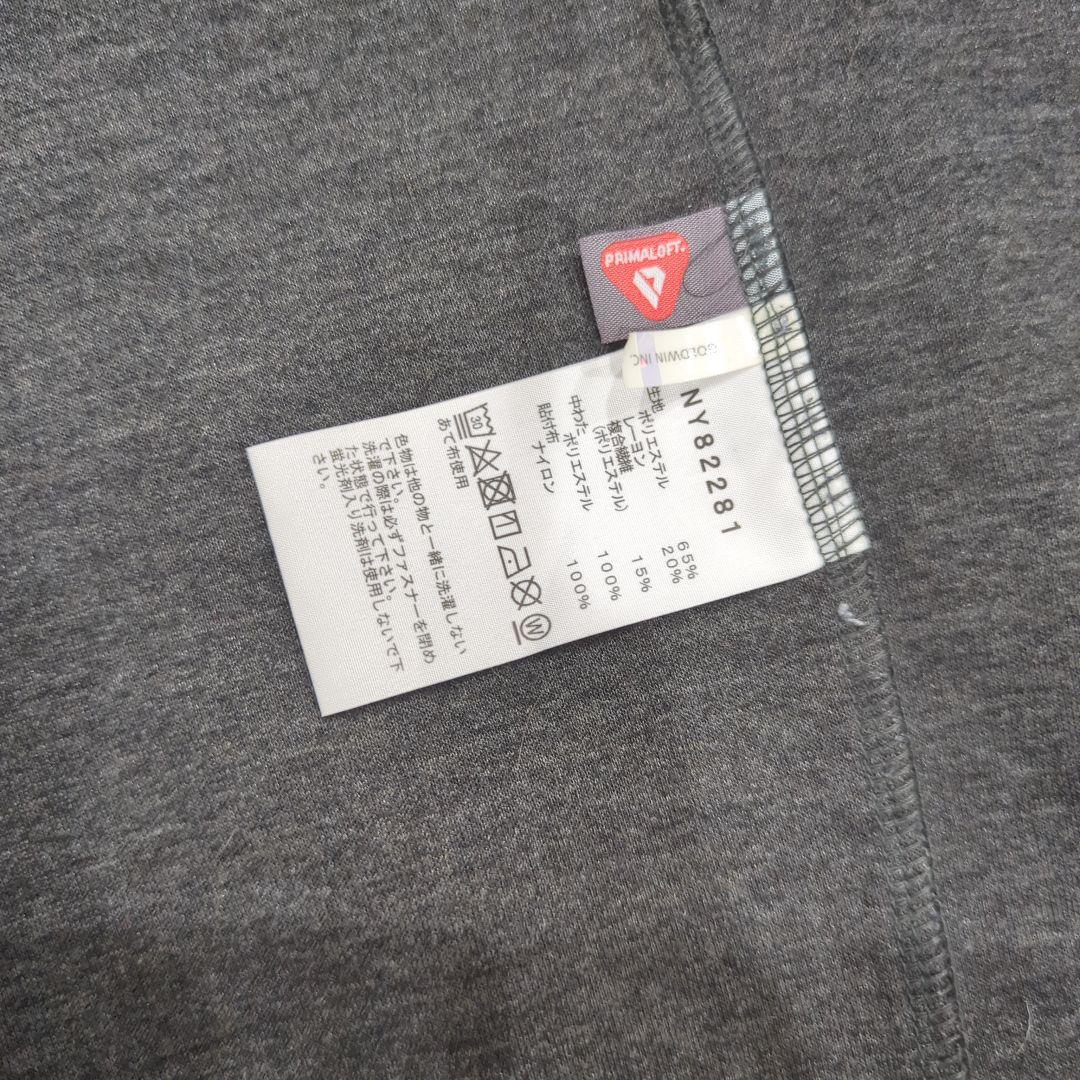 PRIMALOFT®
GOLDWIN INC.
NY82281
生地 ポリエステル 65%
レーヨン 20%
複合繊維 15%
(ポリエステル)
中わた ポリエステル 100%
貼付布 ナイロン 100%
30
W
あて布使用
色物は他の物と一緒に洗濯しない
で下さい。
洗濯の際は必ずファスナーを閉め
た状態で行って下さい。
蛍光剤入り洗剤は使用しないで下
さい。